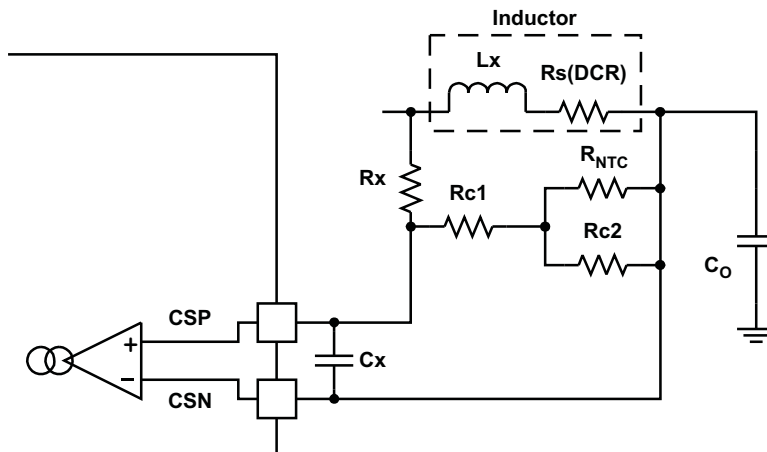 Inductor
Lx
Rs(DCR)
R_NTC
Rx
Rc1
Rc2
C_O
CSP
+
Cx
−
CSN